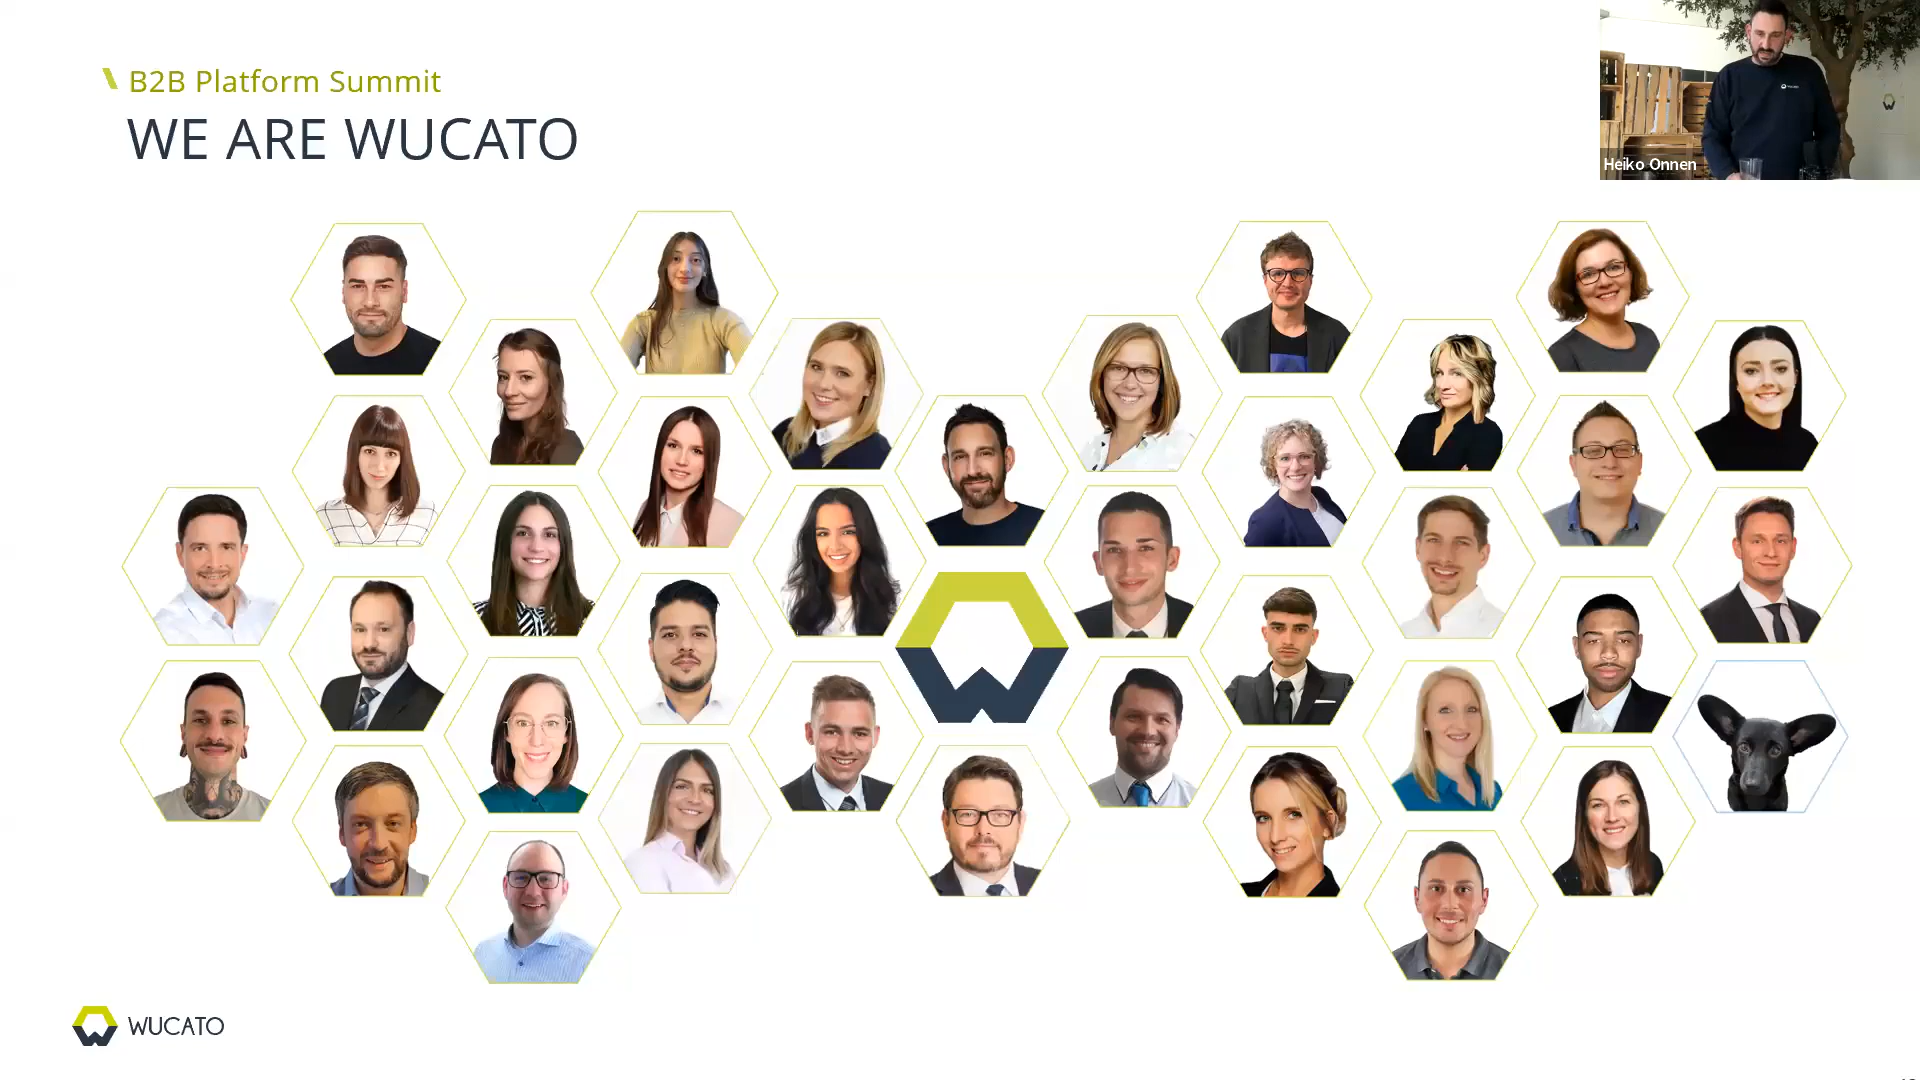 B2B Platform Summit
WE ARE WUCATO
Heiko Onnen
WUCATO